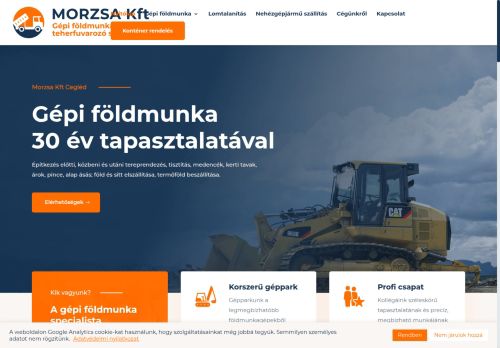 MORZSA Kft
Gépi földmunka
Lomtalanítás
Nehézgépjármű szállítás
Cégünkről
Kapcsolat
Konténer rendelés
Gépi földmunk
teherfuvarozó s
Morzsa Kft Cegléd
Gépi földmunka
30 év tapasztalatával
Építkezés előtti, közbeni és utáni tereprendezés, tisztítás, medencék, kerti tavak,
árok, pince, alap ásás; föld és sitt elszállítása, termőföld beszállítása.
Elérhetőségek →
Kik vagyunk?
A gépi földmunka
specialista
Korszerű géppark
Gépparkunk a
legmegbízhatóbb
földmunkagépekből
Profi csapat
Kollégáink széleskörű
tapasztalatának és precíz,
megbízható munkájának
A weboldalon Google Analytics cookie-kat használunk, hogy szolgáltatásainkat még jobbá tegyük. Semmilyen személyes
adatot nem rögzítünk. Adatvédelmi nyilatkozat
Rendben
Nem járulok hozzá
CAT